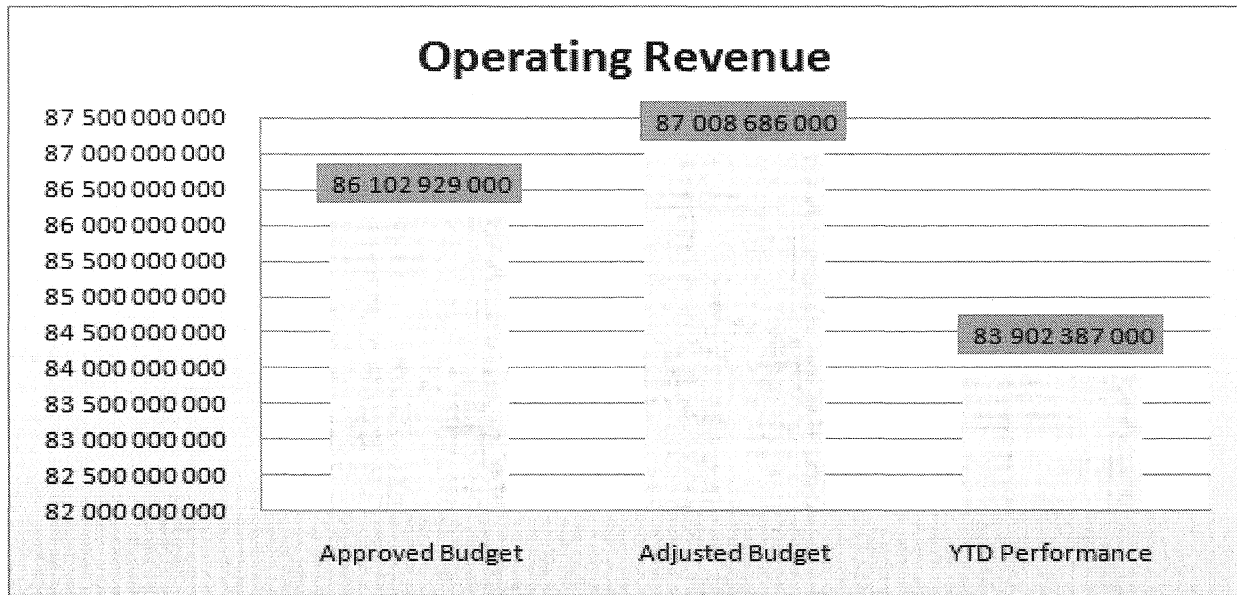 Operating Revenue
87 500 000 000
87 000 000 000
86 500 000 000
86 000 000 000
85 500 000 000
85 000 000 000
84 500 000 000
84 000 000 000
83 500 000 000
83 000 000 000
82 500 000 000
82 000 000 000
86 102 929 000
87 008 686 000
83 902 387 000
Approved Budget
Adjusted Budget
YTD Performance